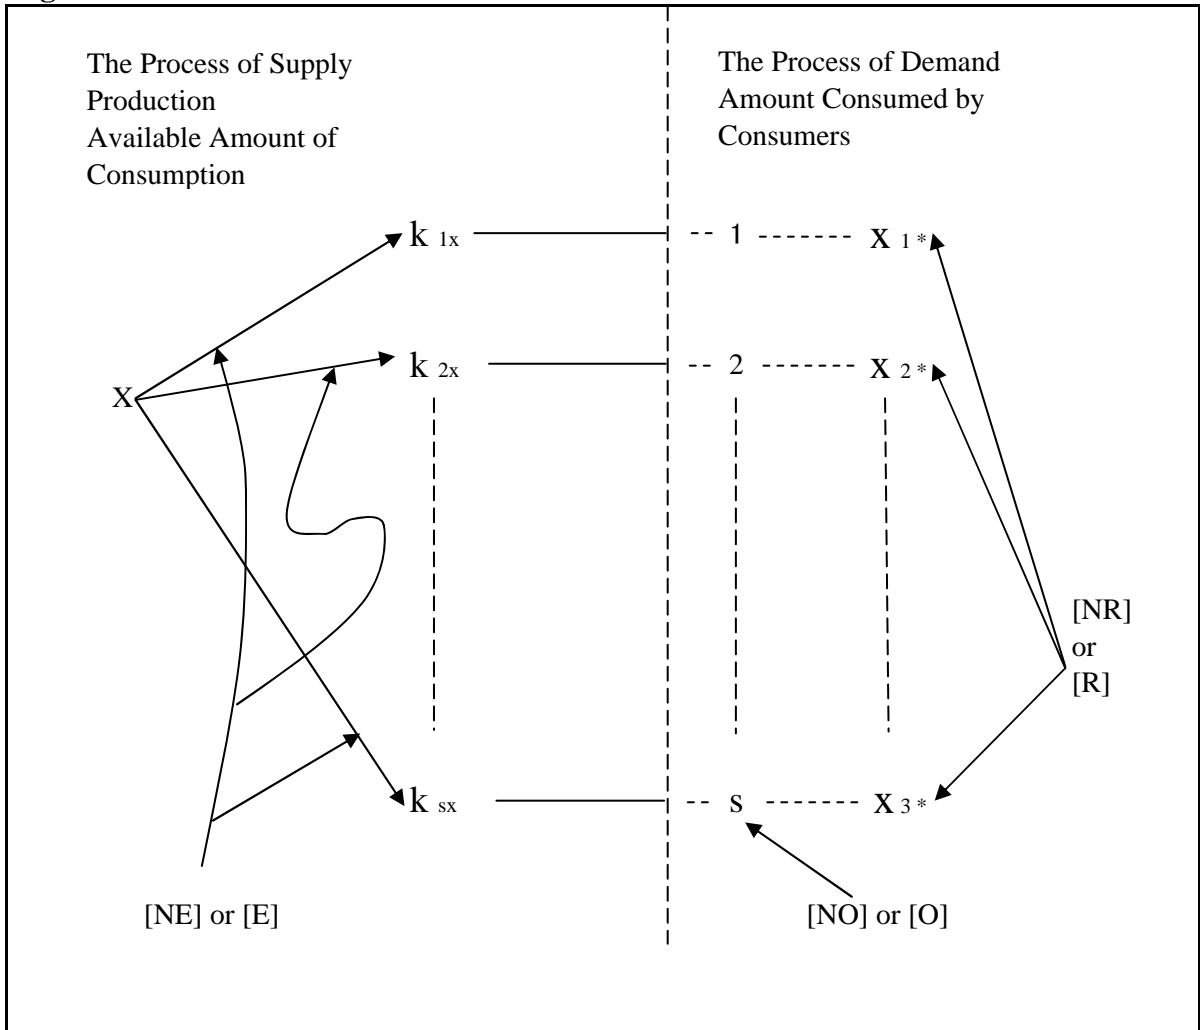 The Process of Supply
Production
Available Amount of
Consumption
The Process of Demand
Amount Consumed by
Consumers
k 1x -- 1 ------- x 1 *
k 2x -- 2 ------- x 2 *
X
[NR]
or
[R]
k sx -- s ------- x 3 *
[NE] or [E]
[NO] or [O]